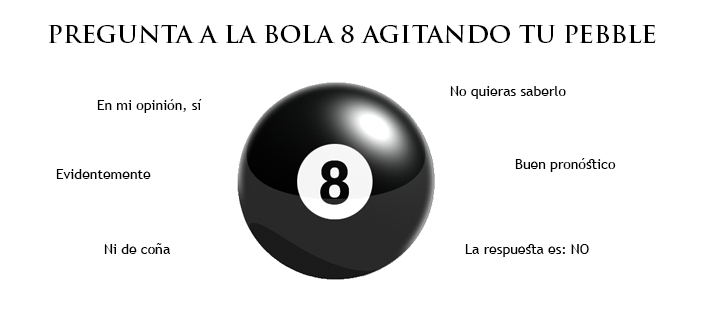 PREGUNTA A LA BOLA 8 AGITANDO TU PEBBLE
En mi opinión, sí
No quieras saberlo
Evidentemente
Buen pronóstico
8
Ni de coña
La respuesta es: NO